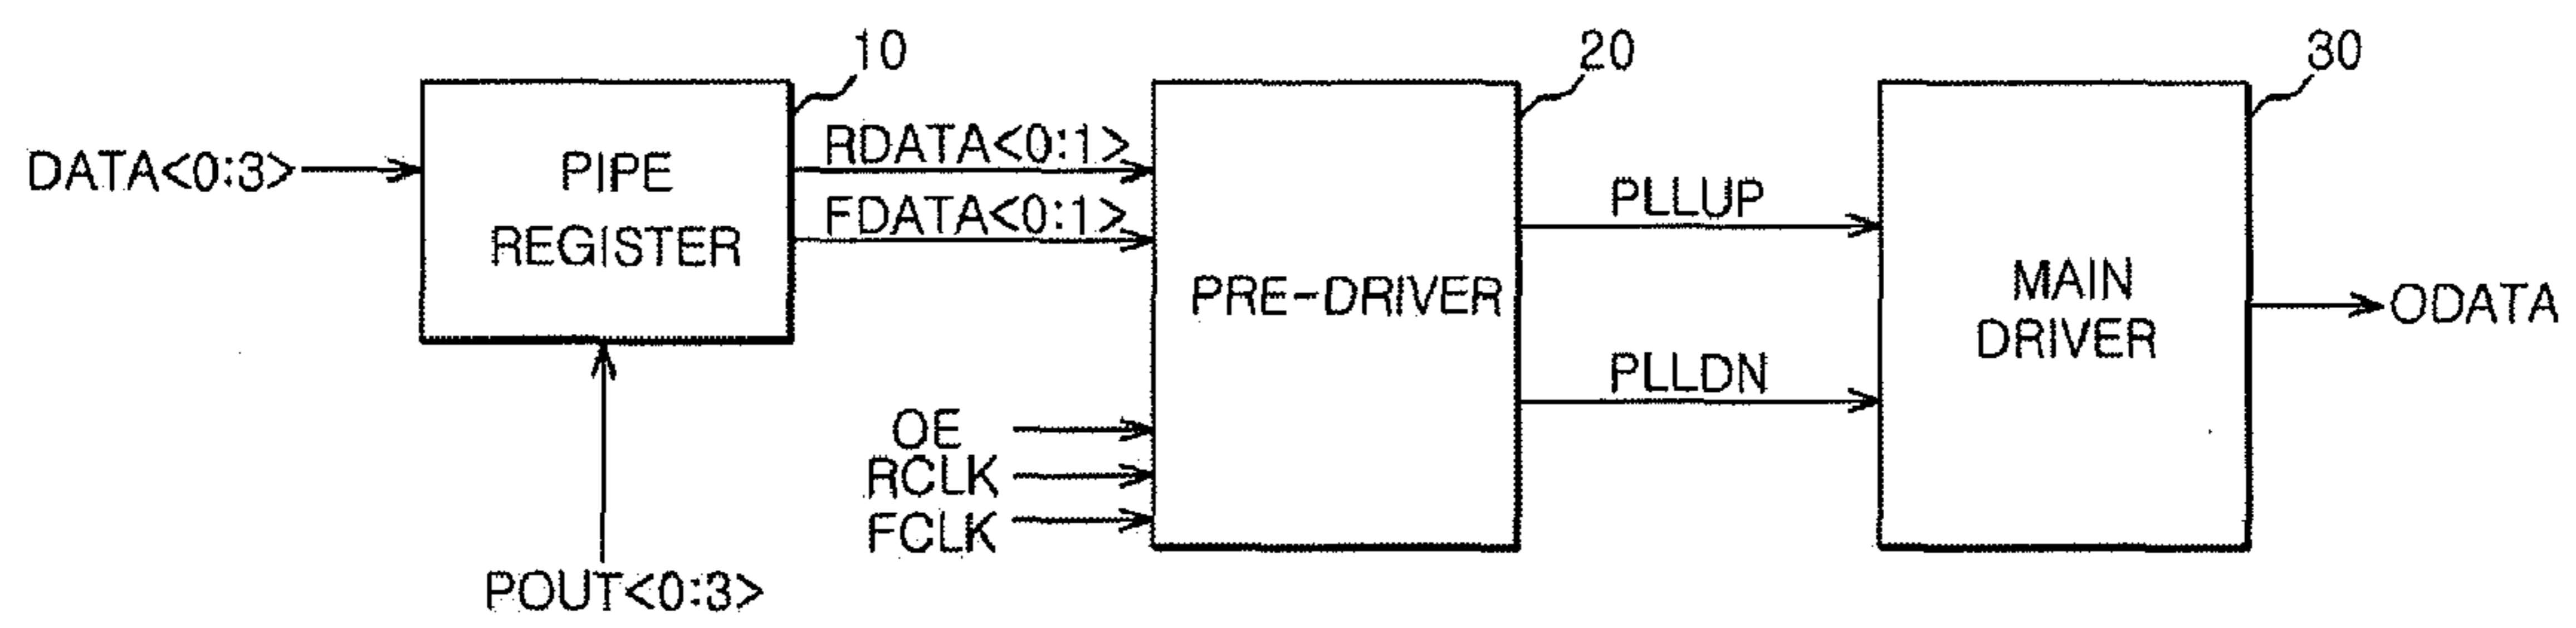 10
20
30
DATA<0:3>
PIPE
REGISTER
RDATA<0:1>
FDATA<0:1>
PRE-DRIVER
PLLUP
PLLDN
MAIN
DRIVER
ODATA
OE
RCLK
FCLK
POUT<0:3>